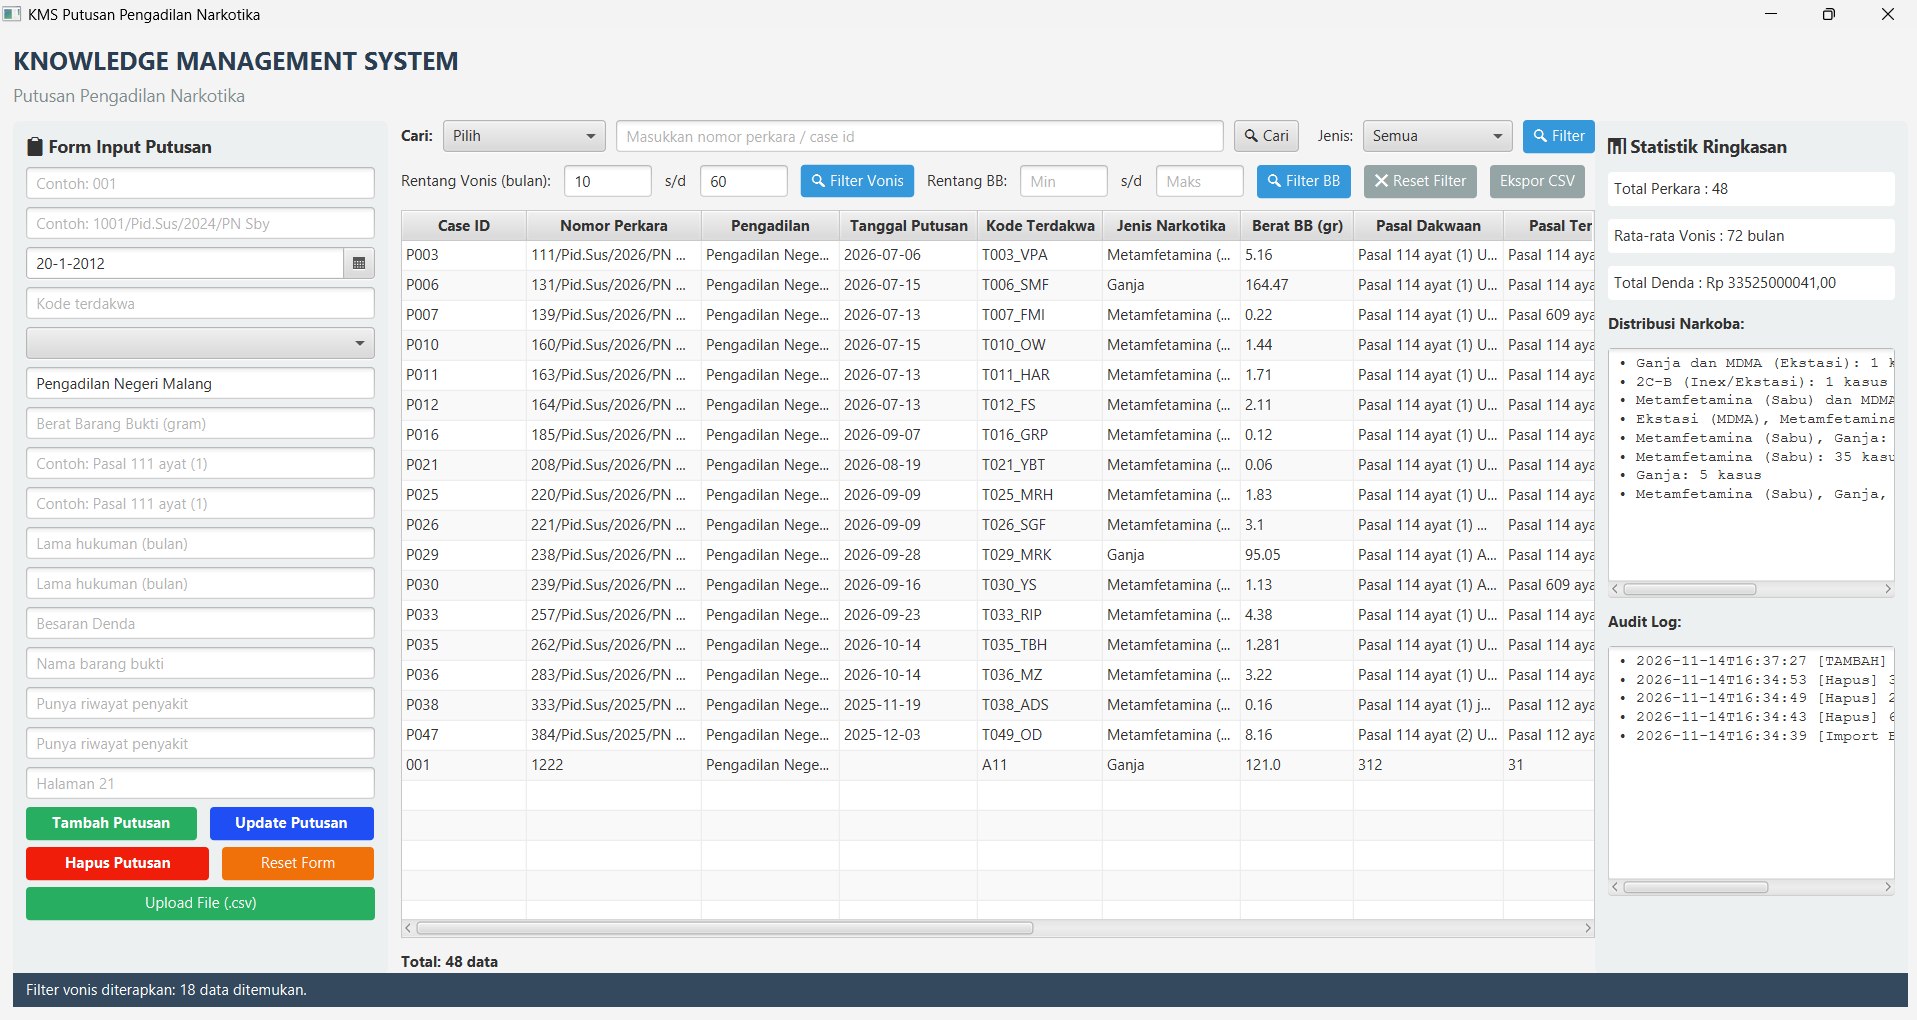 KMS Putusan Pengadilan Narkotika
KNOWLEDGE MANAGEMENT SYSTEM
Putusan Pengadilan Narkotika
Form Input Putusan
Contoh: 001
Contoh: 1001/Pid.Sus/2024/PN Sby
20-1-2012
Kode terdakwa
Pengadilan Negeri Malang
Berat Barang Bukti (gram)
Contoh: Pasal 111 ayat (1)
Contoh: Pasal 111 ayat (1)
Lama hukuman (bulan)
Lama hukuman (bulan)
Besaran Denda
Nama barang bukti
Punya riwayat penyakit
Punya riwayat penyakit
Halaman 21
Tambah Putusan Update Putusan
Hapus Putusan Reset Form
Upload File (.csv)
Cari: Pilih Masukkan nomor perkara / case id Cari Jenis: Semua Filter
Rentang Vonis (bulan): 10 s/d 60 Filter Vonis Rentang BB: Min s/d Maks Filter BB Reset Filter Ekspor CSV
Case ID Nomor Perkara Pengadilan Tanggal Putusan Kode Terdakwa Jenis Narkotika Berat BB (gr) Pasal Dakwaan Pasal Ter
P003 111/Pid.Sus/2026/PN ... Pengadilan Nege... 2026-07-06 T003_VPA Metamfetamina (... 5.16 Pasal 114 ayat (1) U... Pasal 114 aya
P006 131/Pid.Sus/2026/PN ... Pengadilan Nege... 2026-07-15 T006_SMF Ganja 164.47 Pasal 114 ayat (1) U... Pasal 114 aya
P007 139/Pid.Sus/2026/PN ... Pengadilan Nege... 2026-07-13 T007_FMI Metamfetamina (... 0.22 Pasal 114 ayat (1) U... Pasal 609 aya
P010 160/Pid.Sus/2026/PN ... Pengadilan Nege... 2026-07-15 T010_OW Metamfetamina (... 1.44 Pasal 114 ayat (1) U... Pasal 114 aya
P011 163/Pid.Sus/2026/PN ... Pengadilan Nege... 2026-07-13 T011_HAR Metamfetamina (... 1.71 Pasal 114 ayat (1) U... Pasal 114 aya
P012 164/Pid.Sus/2026/PN ... Pengadilan Nege... 2026-07-13 T012_FS Metamfetamina (... 2.11 Pasal 114 ayat (1) U... Pasal 114 aya
P016 185/Pid.Sus/2026/PN ... Pengadilan Nege... 2026-09-07 T016_GRP Metamfetamina (... 0.12 Pasal 114 ayat (1) U... Pasal 114 aya
P021 208/Pid.Sus/2026/PN ... Pengadilan Nege... 2026-08-19 T021_YBT Metamfetamina (... 0.06 Pasal 114 ayat (1) U... Pasal 114 aya
P025 220/Pid.Sus/2026/PN ... Pengadilan Nege... 2026-09-09 T025_MRH Metamfetamina (... 1.83 Pasal 114 ayat (1) U... Pasal 114 aya
P026 221/Pid.Sus/2026/PN ... Pengadilan Nege... 2026-09-09 T026_SGF Metamfetamina (... 3.1 Pasal 114 ayat (1) ... Pasal 114 aya
P029 238/Pid.Sus/2026/PN ... Pengadilan Nege... 2026-09-28 T029_MRK Ganja 95.05 Pasal 114 ayat (1) A... Pasal 114 aya
P030 239/Pid.Sus/2026/PN ... Pengadilan Nege... 2026-09-16 T030_YS Metamfetamina (... 1.13 Pasal 114 ayat (1) A... Pasal 609 aya
P033 257/Pid.Sus/2026/PN ... Pengadilan Nege... 2026-09-23 T033_RIP Metamfetamina (... 4.38 Pasal 114 ayat (1) U... Pasal 114 aya
P035 262/Pid.Sus/2026/PN ... Pengadilan Nege... 2026-10-14 T035_TBH Metamfetamina (... 1.281 Pasal 114 ayat (1) U... Pasal 114 aya
P036 283/Pid.Sus/2026/PN ... Pengadilan Nege... 2026-10-14 T036_MZ Metamfetamina (... 3.22 Pasal 114 ayat (1) U... Pasal 114 aya
P038 333/Pid.Sus/2025/PN ... Pengadilan Nege... 2025-11-19 T038_ADS Metamfetamina (... 0.16 Pasal 114 ayat (1) j... Pasal 112 aya
P047 384/Pid.Sus/2025/PN ... Pengadilan Nege... 2025-12-03 T049_OD Metamfetamina (... 8.16 Pasal 114 ayat (2) U... Pasal 112 aya
001 1222 Pengadilan Nege... A11 Ganja 121.0 312 31
Total: 48 data
Statistik Ringkasan
Total Perkara : 48
Rata-rata Vonis : 72 bulan
Total Denda : Rp 33525000041,00
Distribusi Narkoba:
• Ganja dan MDMA (Ekstasi): 1 k
• 2C-B (Inex/Ekstasi): 1 kasus
• Metamfetamina (Sabu) dan MDMA
• Ekstasi (MDMA), Metamfetamina
• Metamfetamina (Sabu), Ganja:
• Metamfetamina (Sabu): 35 kasu
• Ganja: 5 kasus
• Metamfetamina (Sabu), Ganja,
Audit Log:
• 2026-11-14T16:37:27 [TAMBAH]
• 2026-11-14T16:34:53 [Hapus] 3
• 2026-11-14T16:34:49 [Hapus] 2
• 2026-11-14T16:34:43 [Hapus] 6
• 2026-11-14T16:34:39 [Import E
Filter vonis diterapkan: 18 data ditemukan.